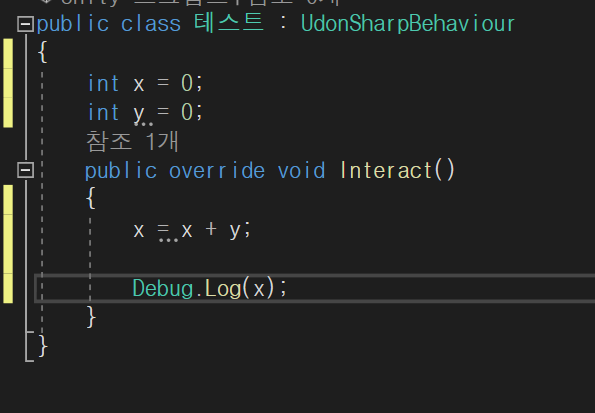 public class 테스트 : UdonSharpBehaviour
{
int x = 0;
int y = 0;
참조 1개
public override void Interact()
{
x = x + y;
Debug.Log(x);
}
}